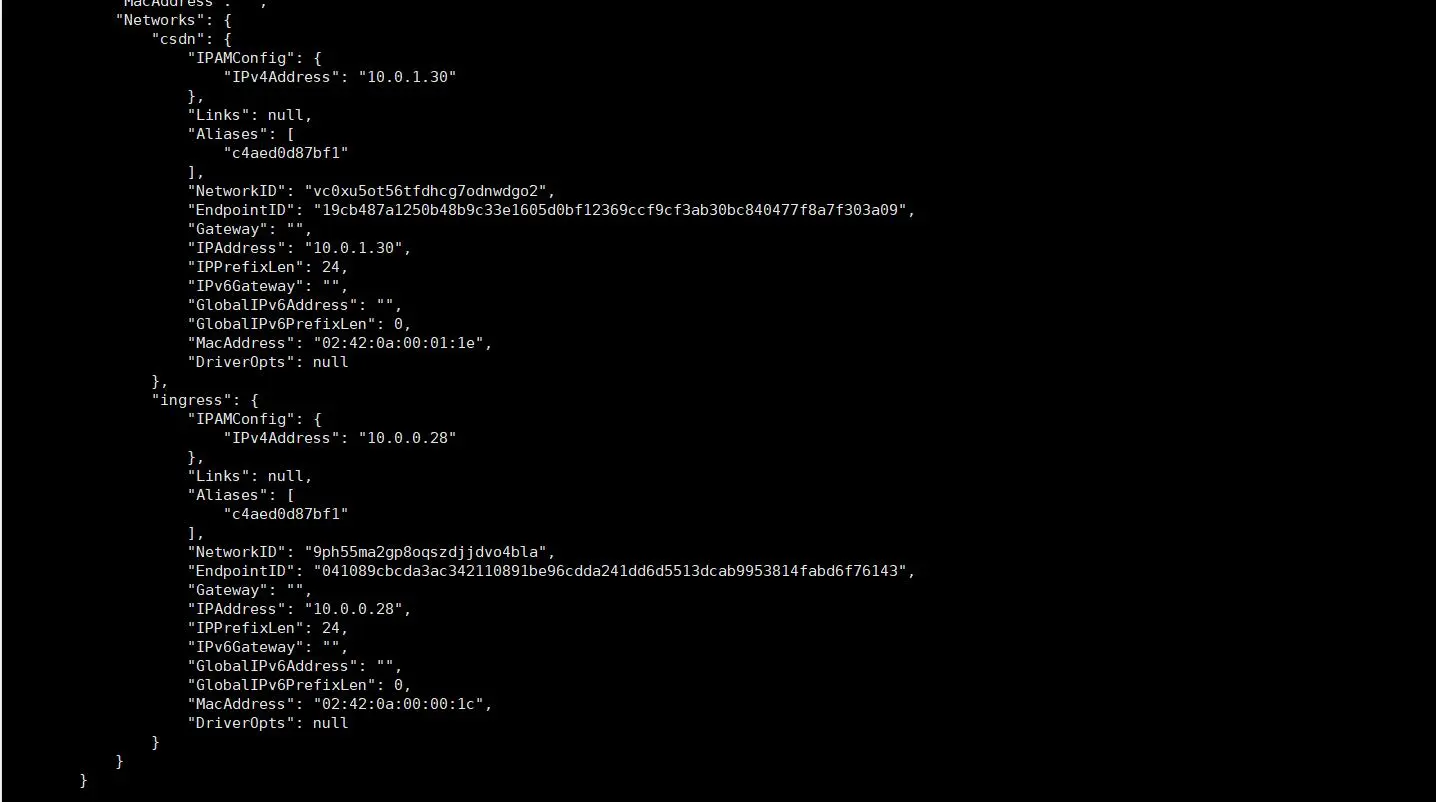 "MacAddress": "",
"Networks": {
"csdn": {
"IPAMConfig": {
"IPv4Address": "10.0.1.30"
},
"Links": null,
"Aliases": [
"c4aed0d87bf1"
],
"NetworkID": "vc0xu5ot56tfdhcg7odnwdgo2",
"EndpointID": "19cb487a1250b48b9c33e1605d0bf12369ccf9cf3ab30bc840477f8a7f303a09",
"Gateway": "",
"IPAddress": "10.0.1.30",
"IPPrefixLen": 24,
"IPv6Gateway": "",
"GlobalIPv6Address": "",
"GlobalIPv6PrefixLen": 0,
"MacAddress": "02:42:0a:00:01:1e",
"DriverOpts": null
},
"ingress": {
"IPAMConfig": {
"IPv4Address": "10.0.0.28"
},
"Links": null,
"Aliases": [
"c4aed0d87bf1"
],
"NetworkID": "9ph55ma2gp8oqszdjjdvo4bla",
"EndpointID": "041089cbcda3ac342110891be96cdda241dd6d5513dcab9953814fabd6f76143",
"Gateway": "",
"IPAddress": "10.0.0.28",
"IPPrefixLen": 24,
"IPv6Gateway": "",
"GlobalIPv6Address": "",
"GlobalIPv6PrefixLen": 0,
"MacAddress": "02:42:0a:00:00:1c",
"DriverOpts": null
}
}
}